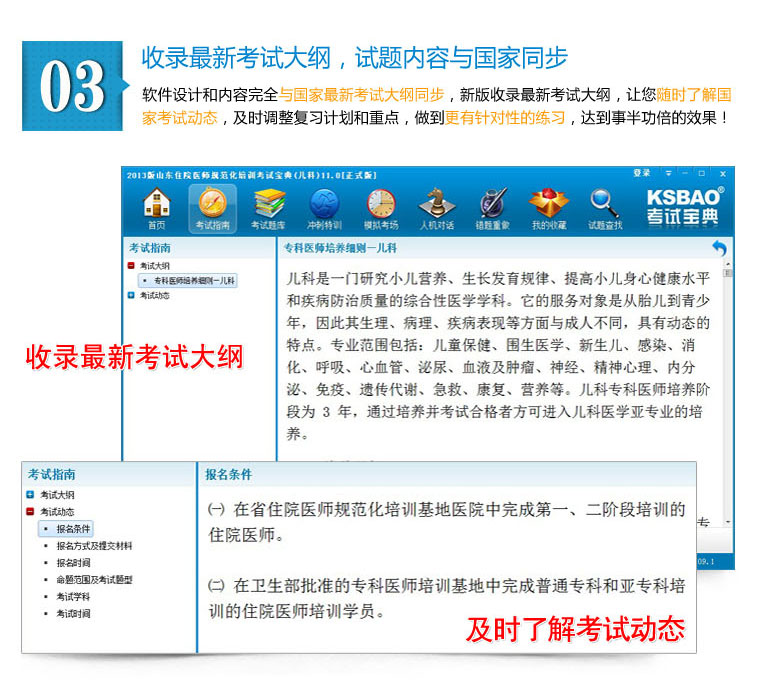 03
收录最新考试大纲，试题内容与国家同步
软件设计和内容完全与国家最新考试大纲同步，新版收录最新考试大纲，让您随时了解国
家考试动态，及时调整复习计划和重点，做到更有针对性的练习，达到事半功倍的效果！
2013版山东住院医师规范化培训考试宝典(儿科)11.0[正式版]
登录
首页 考试指南 考试题库 冲刺特训 模拟考场 人机对话 错题重做 我的收藏 试题查找
KSBAO®
考试宝典
考试指南
考试大纲
专科医师培养细则—儿科
考试动态
专科医师培养细则—儿科
儿科是一门研究小儿营养、生长发育规律、提高小儿身心健康水平
和疾病防治质量的综合性医学学科。它的服务对象是从胎儿到青少
年，因此其生理、病理、疾病表现等方面与成人不同，具有动态的
特点。专业范围包括：儿童保健、围生医学、新生儿、感染、消
化、呼吸、心血管、泌尿、血液及肿瘤、神经、精神心理、内分
泌、免疫、遗传代谢、急救、康复、营养等。儿科专科医师培养阶
段为 3 年，通过培养并考试合格者方可进入儿科医学亚专业的培
养。
收录最新考试大纲
专
09.1
考试指南
考试大纲
考试动态
报名条件
报名方式及提交材料
报名时间
命题范围及考试题型
考试学科
考试时间
报名条件
㈠ 在省住院医师规范化培训基地医院中完成第一、二阶段培训的
住院医师。
㈡ 在卫生部批准的专科医师培训基地中完成普通专科和亚专科培
训的住院医师培训学员。
及时了解考试动态